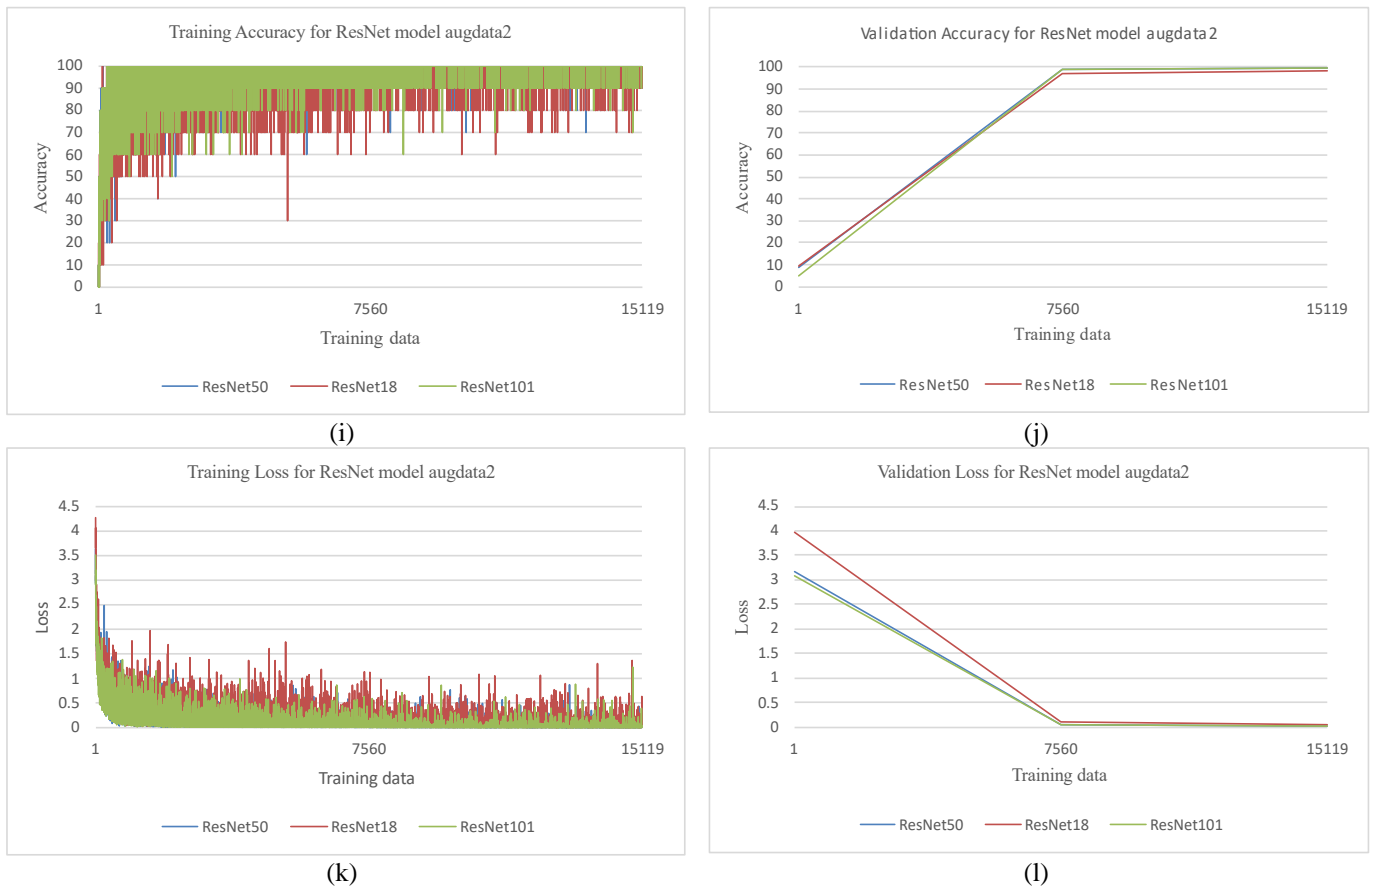 Training Accuracy for ResNet model augdata2
100
90
80
70
60
50
40
30
20
10
0
Accuracy
1 7560 15119
Training data
ResNet50 ResNet18 ResNet101
(i)
Validation Accuracy for ResNet model augdata2
100
90
80
70
60
50
40
30
20
10
0
Accuracy
1 7560 15119
Training data
ResNet50 ResNet18 ResNet101
(j)
Training Loss for ResNet model augdata2
4.5
4
3.5
3
2.5
2
1.5
1
0.5
0
Loss
1 7560 15119
Training data
ResNet50 ResNet18 ResNet101
(k)
Validation Loss for ResNet model augdata2
4.5
4
3.5
3
2.5
2
1.5
1
0.5
0
Loss
1 7560 15119
Training data
ResNet50 ResNet18 ResNet101
(l)